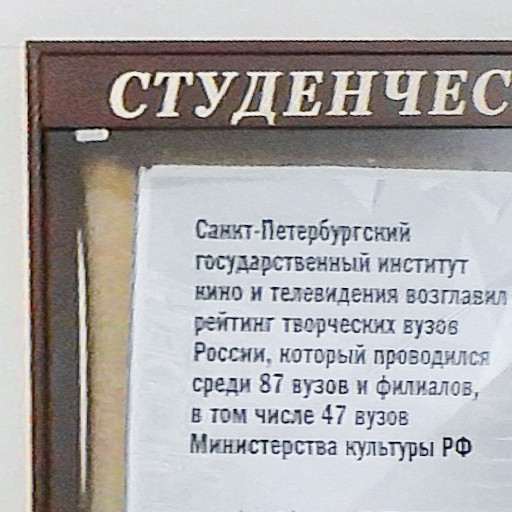 СТУДЕНЧЕС
Санкт-Петербургский
государственный институт
кино и телевидения возглавил
рейтинг творческих вузов
России, который проводился
среди 87 вузов и филиалов,
в том числе 47 вузов
Министерства культуры РФ